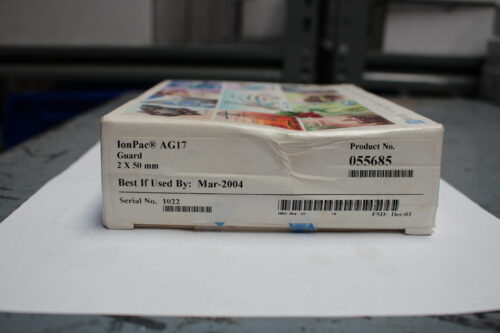 IonPac® AG17
Guard
2 X 50 mm
Product No.
055685
Best If Used By: Mar-2004
Serial No. 1022
FSD: Dec-03